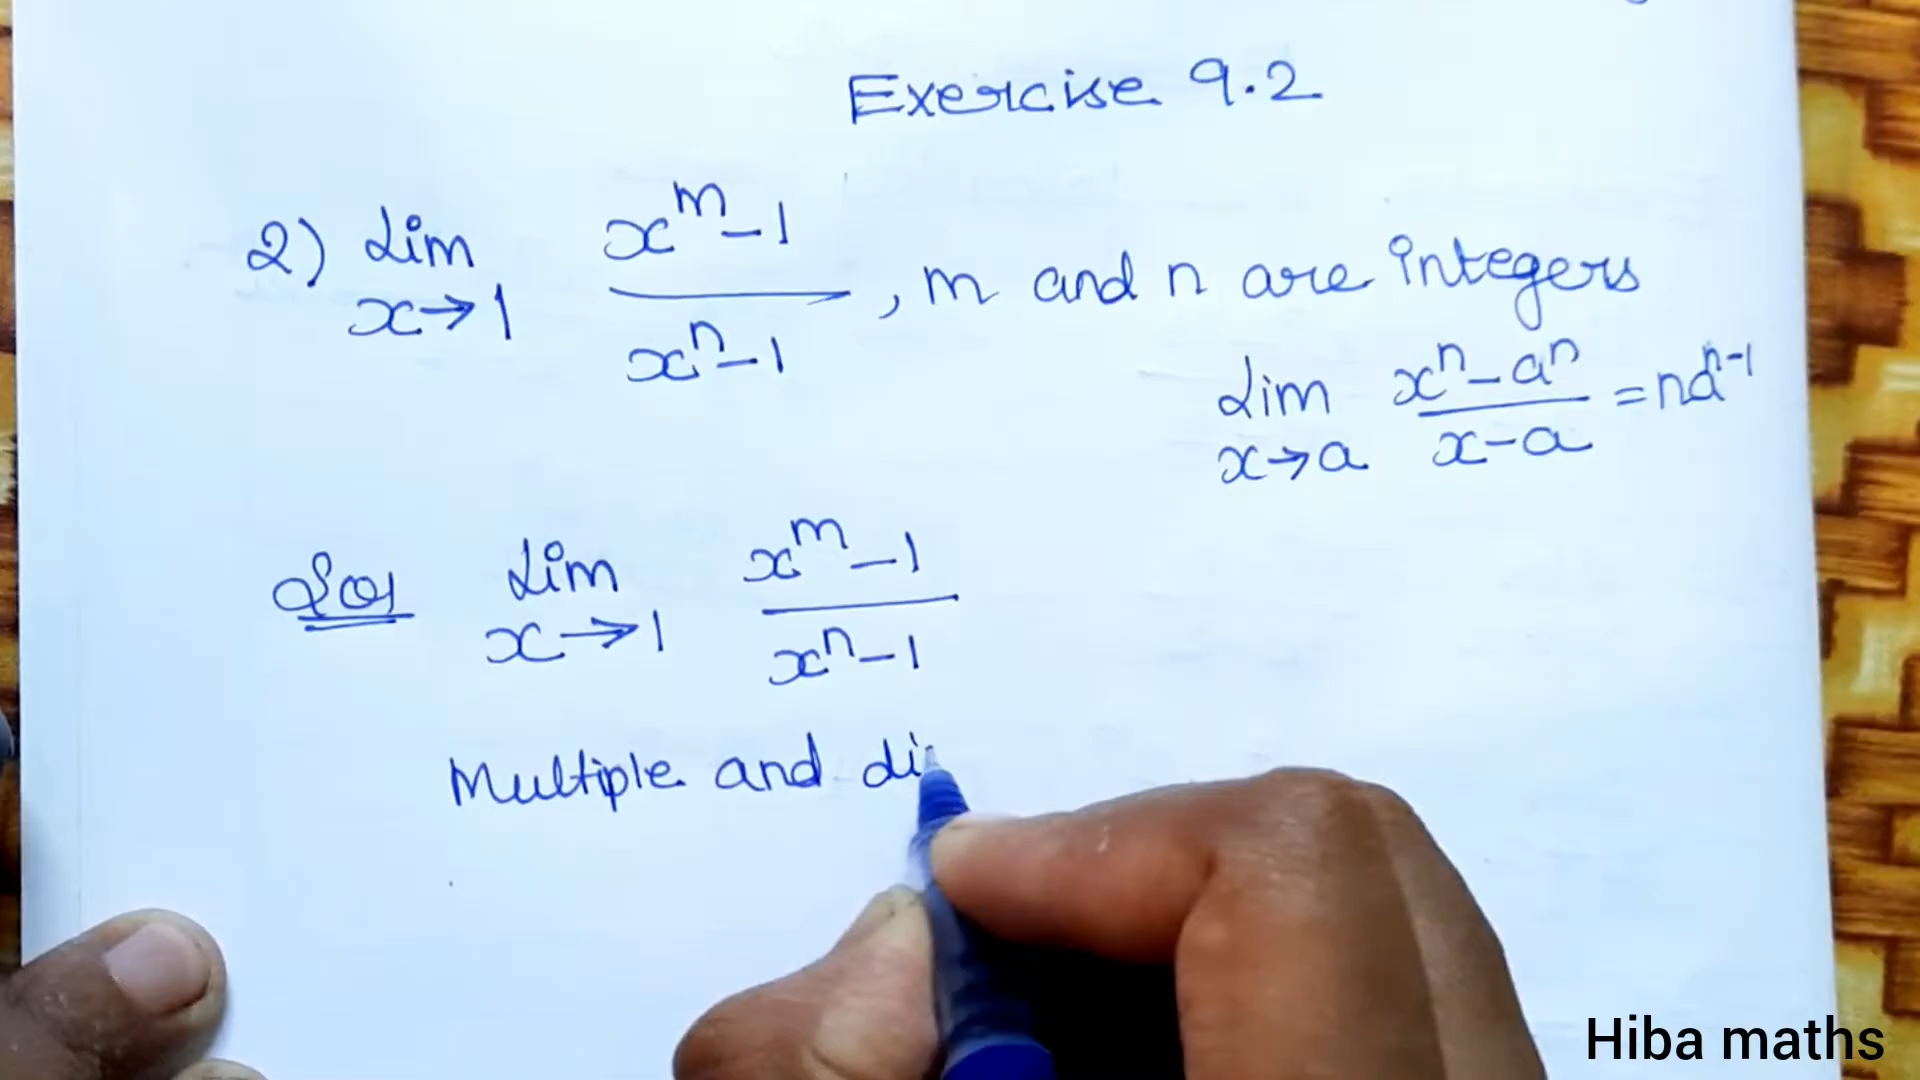 Exercise 9.2
2) Lim x→1 x^m-1 / x^n-1 , m and n are integers
Lim x→a x^n-a^n / x-a = na^n-1
Sol Lim x→1 x^m-1 / x^n-1
Multiple and di
Hiba maths